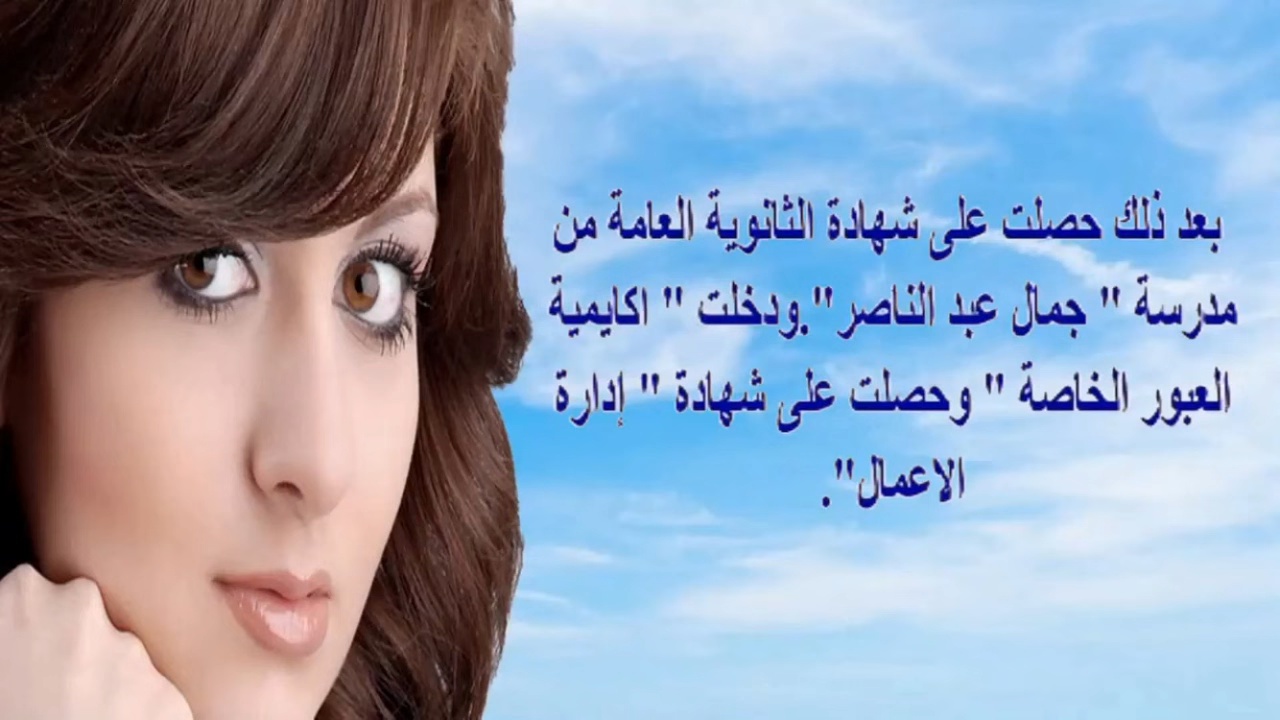 بعد ذلك حصلت على شهادة الثانوية العامة من
مدرسة " جمال عبد الناصر".ودخلت " اكايمية
العبور الخاصة " وحصلت على شهادة " إدارة
الاعمال".